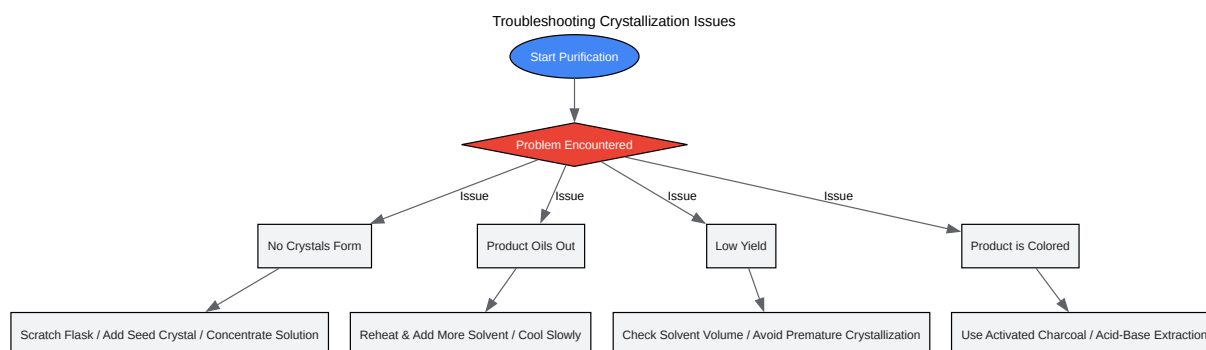 Troubleshooting Crystallization Issues
Start Purification
Problem Encountered
Issue
Issue
Issue
Issue
No Crystals Form
Product Oils Out
Low Yield
Product is Colored
Scratch Flask / Add Seed Crystal / Concentrate Solution
Reheat & Add More Solvent / Cool Slowly
Check Solvent Volume / Avoid Premature Crystallization
Use Activated Charcoal / Acid-Base Extraction